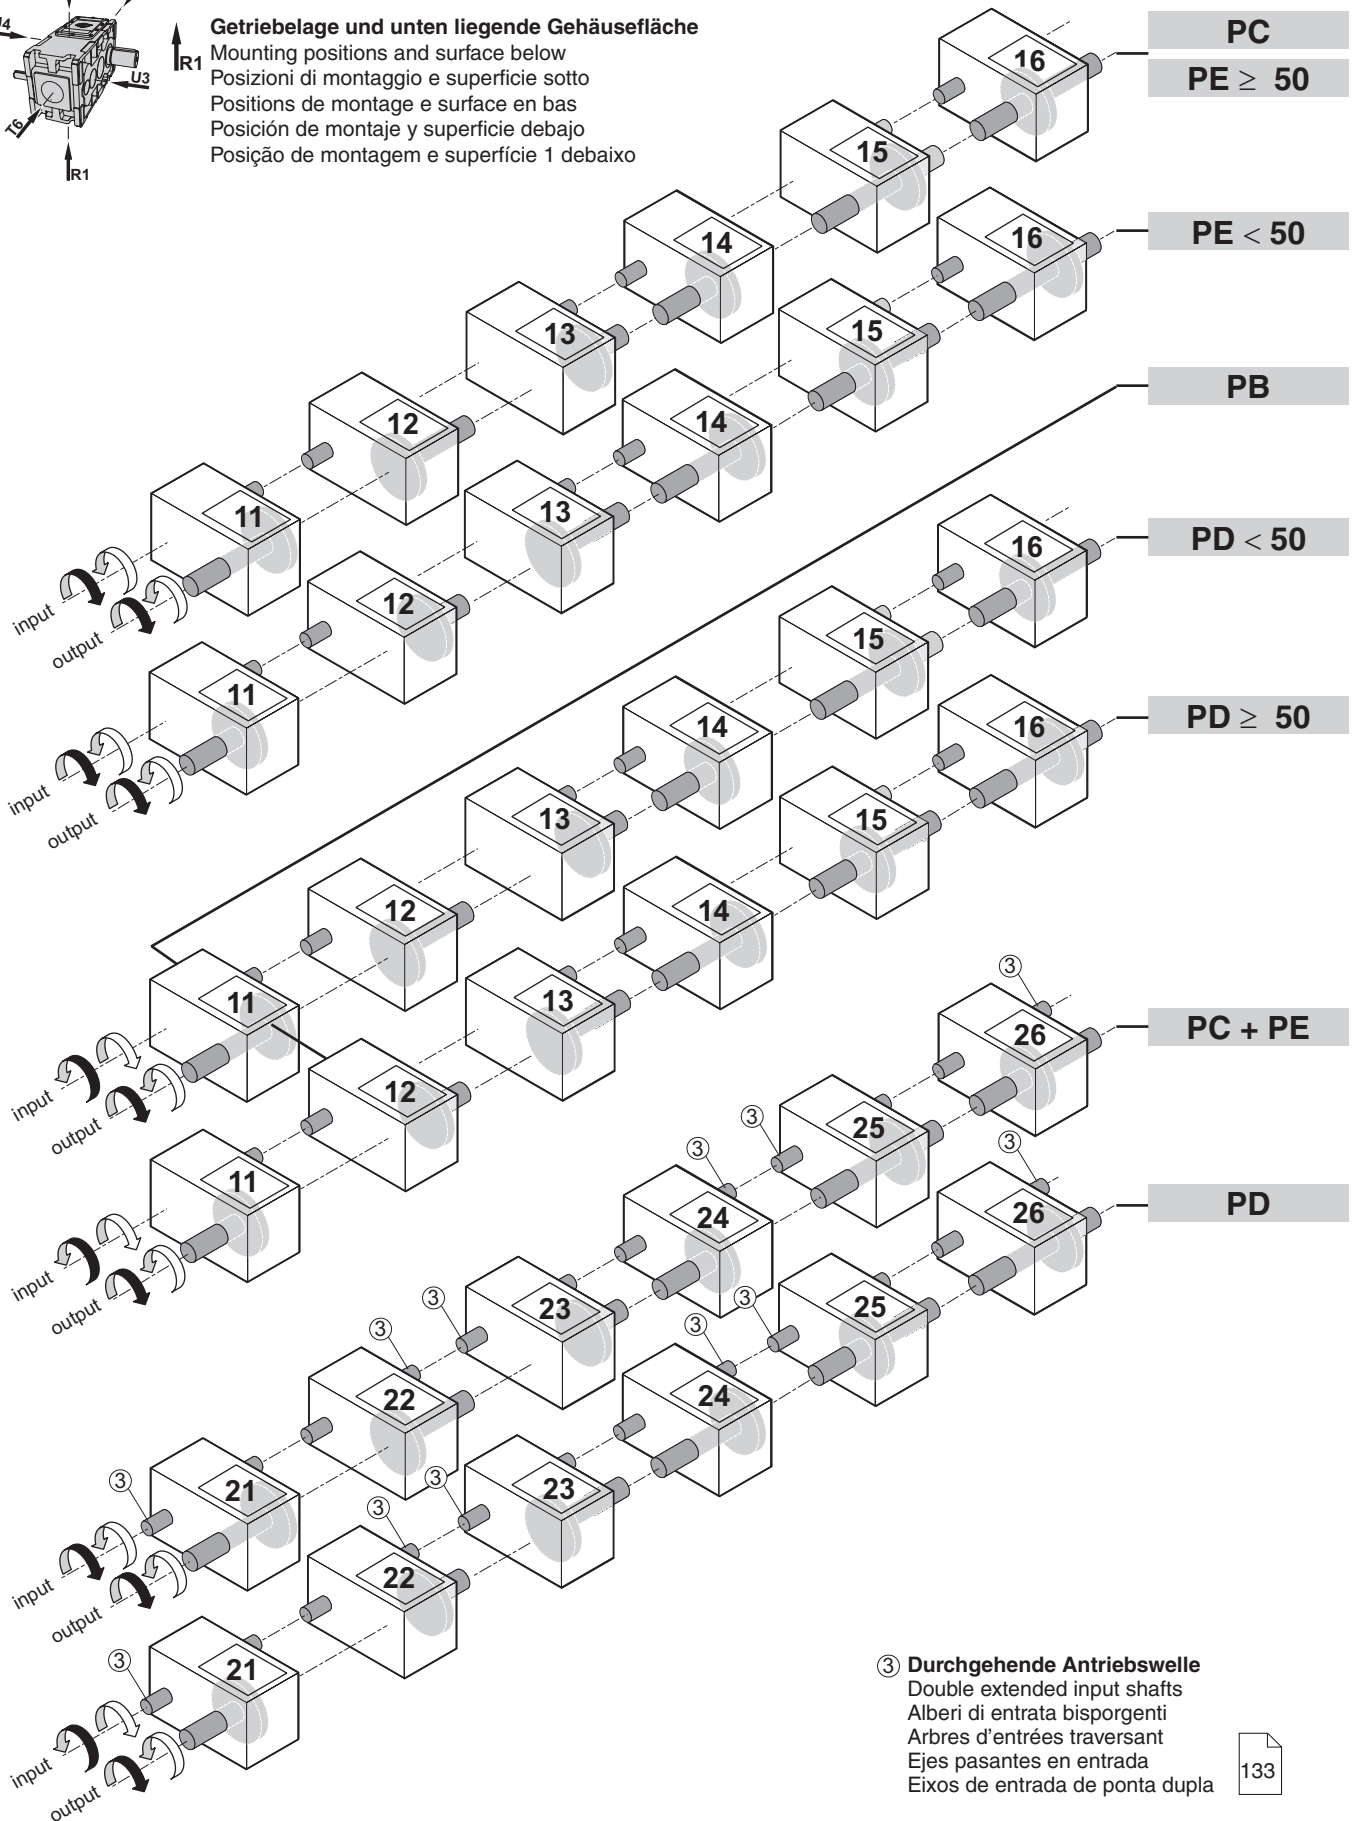 U3
T6
R1
R1
Getriebelage und unten liegende Gehäusefläche
Mounting positions and surface below
Posizioni di montaggio e superficie sotto
Positions de montage e surface en bas
Posición de montaje y superficie debajo
Posição de montagem e superfície 1 debaixo
PC
PE ≥ 50
16
15
14
13
12
11
input
output
PE < 50
16
15
14
13
12
11
input
output
PB
PD < 50
16
15
14
13
12
11
input
output
PD ≥ 50
16
15
14
13
12
11
input
output
PC + PE
③
26
③
25
③
24
③
23
③
22
③
21
input
output
PD
③
26
③
25
③
24
③
23
③
22
③
21
input
output
③ Durchgehende Antriebswelle
Double extended input shafts
Alberi di entrata bisporgenti
Arbres d'entrées traversant
Ejes pasantes en entrada
Eixos de entrada de ponta dupla
133